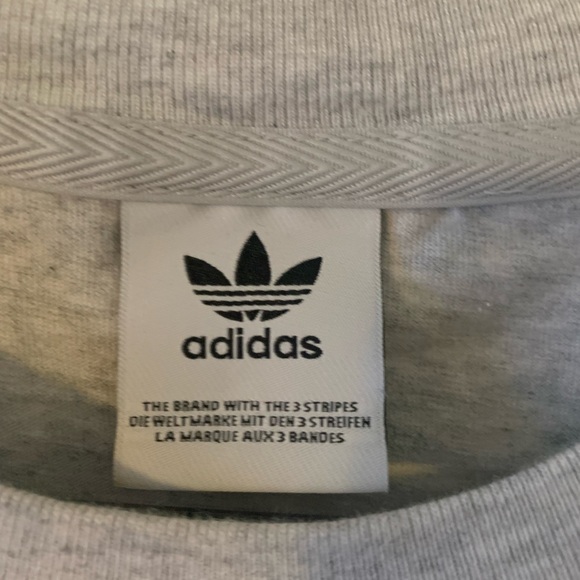 adidas
THE BRAND WITH THE 3 STRIPES
DIE WELTMARKE MIT DEN 3 STREIFEN
LA MARQUE AUX 3 BANDES